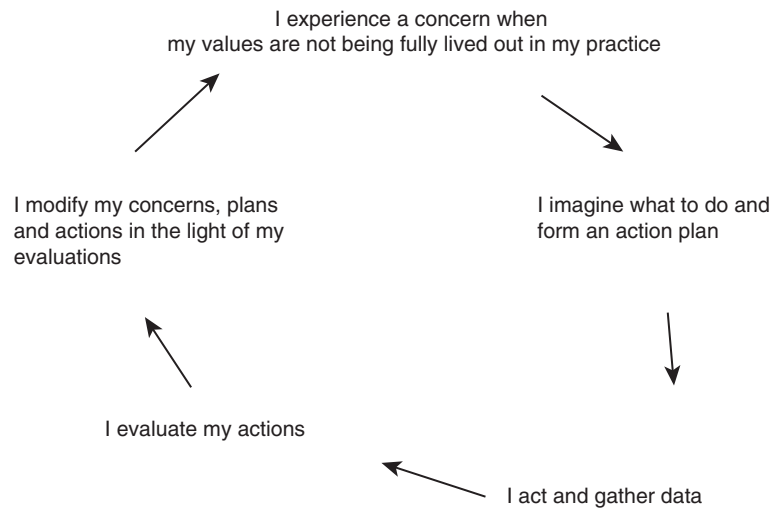 I experience a concern when
my values are not being fully lived out in my practice
I imagine what to do and
form an action plan
I act and gather data
I evaluate my actions
I modify my concerns, plans
and actions in the light of my
evaluations